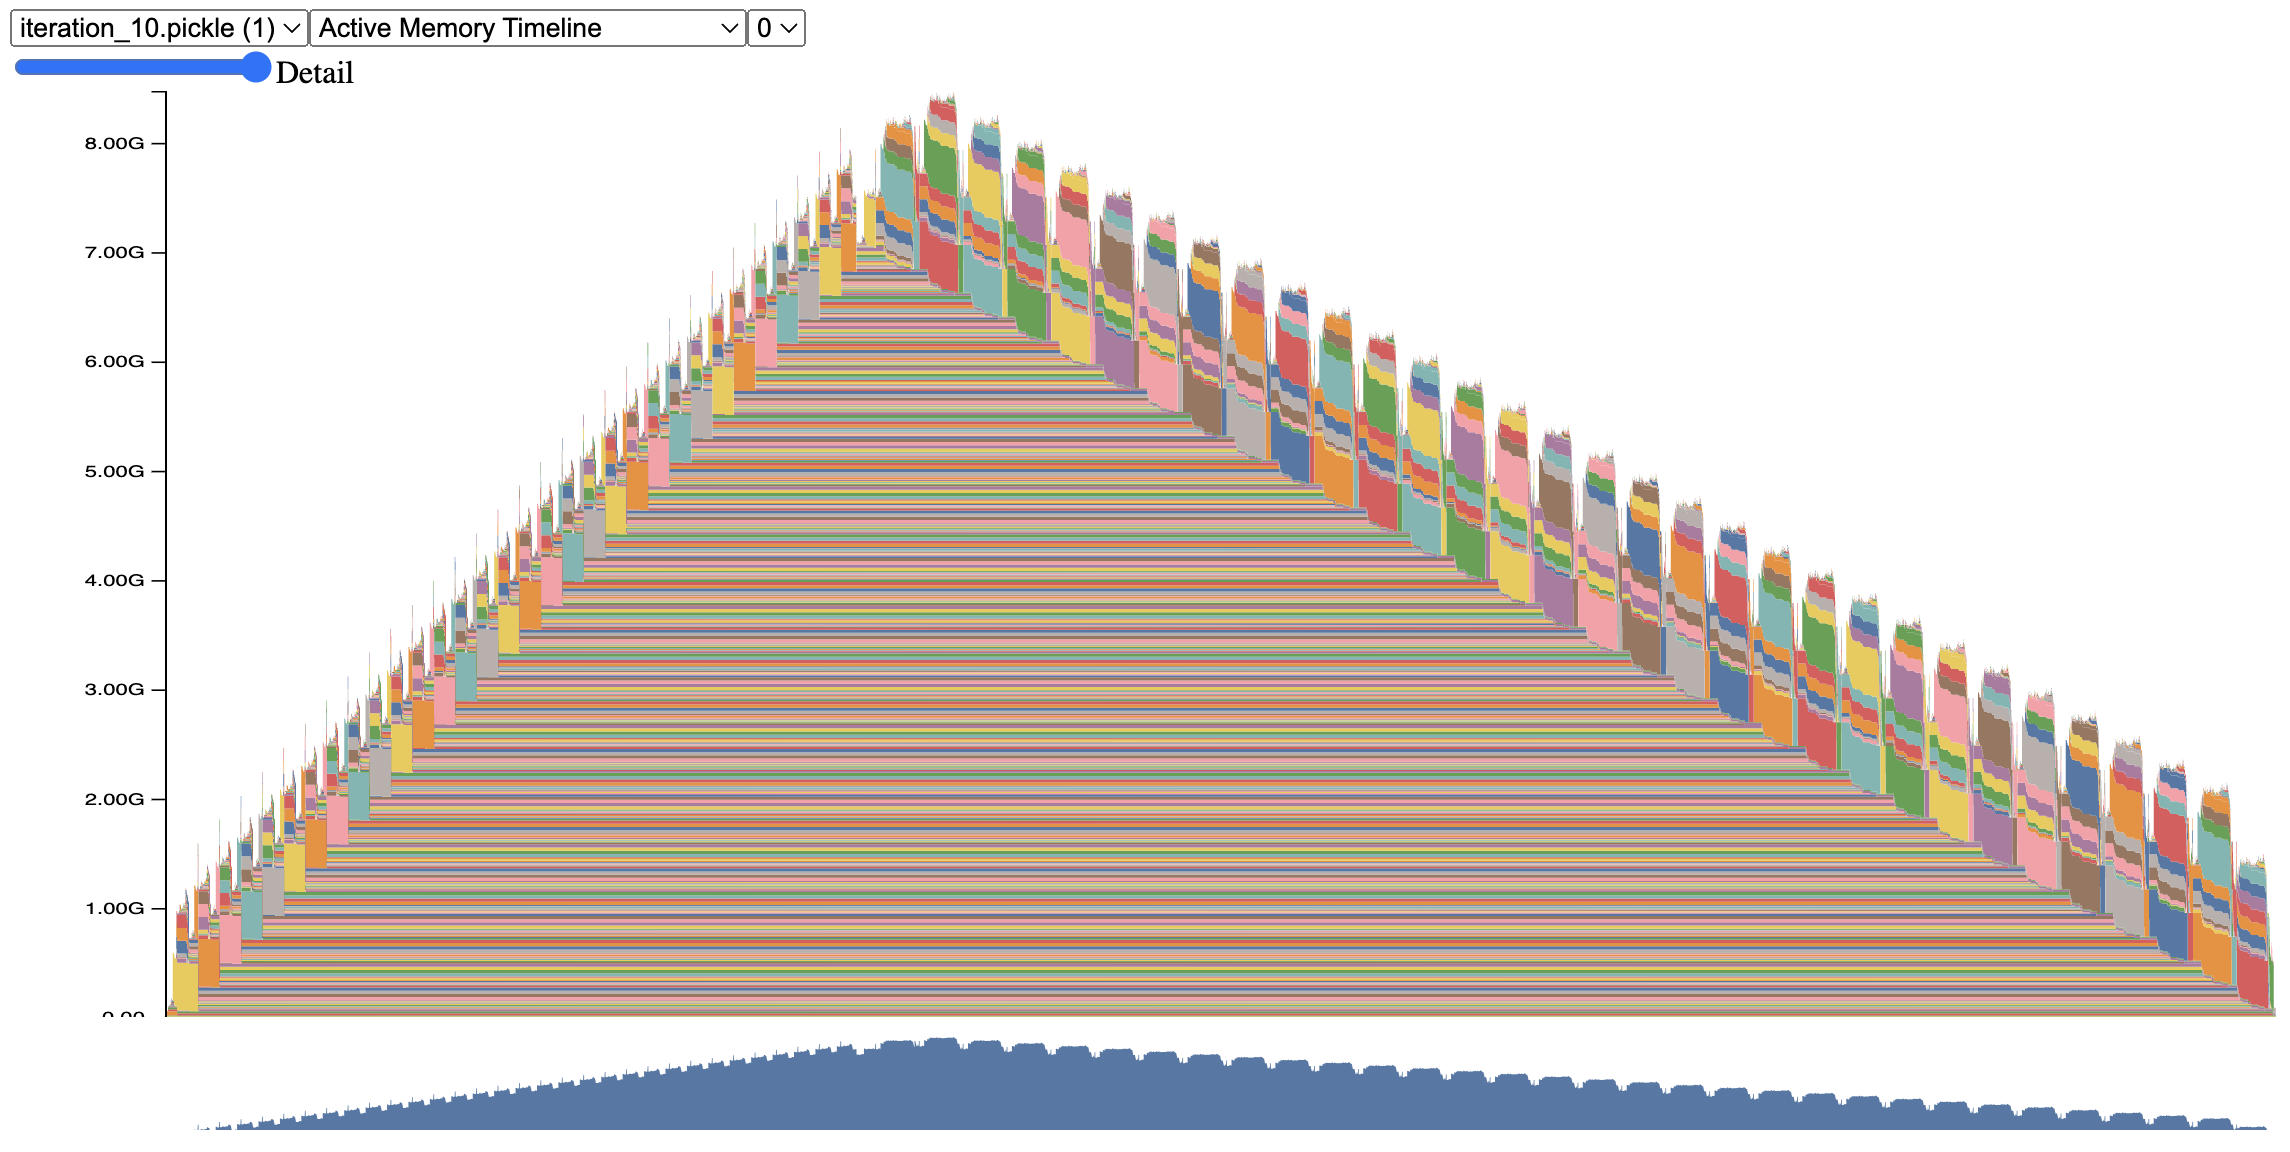 iteration_10.pickle (1) Active Memory Timeline 0
Detail
8.00G
7.00G
6.00G
5.00G
4.00G
3.00G
2.00G
1.00G